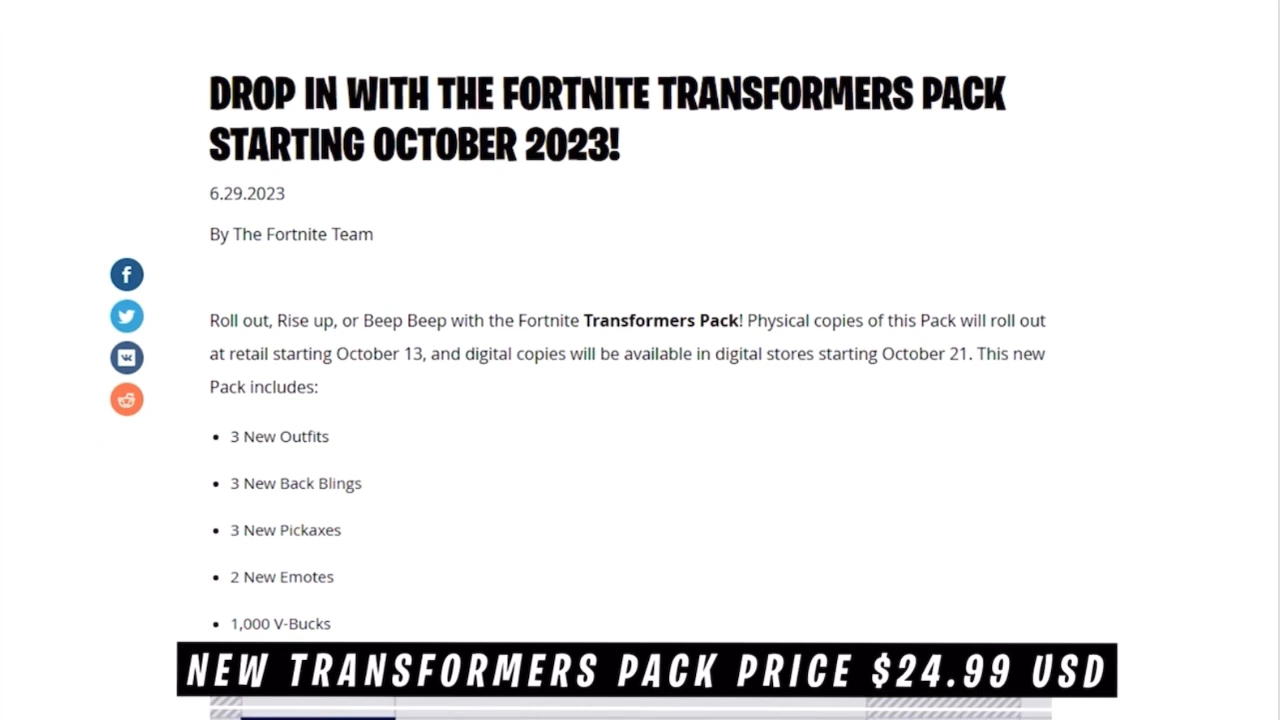 DROP IN WITH THE FORTNITE TRANSFORMERS PACK
STARTING OCTOBER 2023!
6.29.2023
By The Fortnite Team
Roll out, Rise up, or Beep Beep with the Fortnite Transformers Pack! Physical copies of this Pack will roll out
at retail starting October 13, and digital copies will be available in digital stores starting October 21. This new
Pack includes:
• 3 New Outfits
• 3 New Back Blings
• 3 New Pickaxes
• 2 New Emotes
• 1,000 V-Bucks
NEW TRANSFORMERS PACK PRICE $24.99 USD